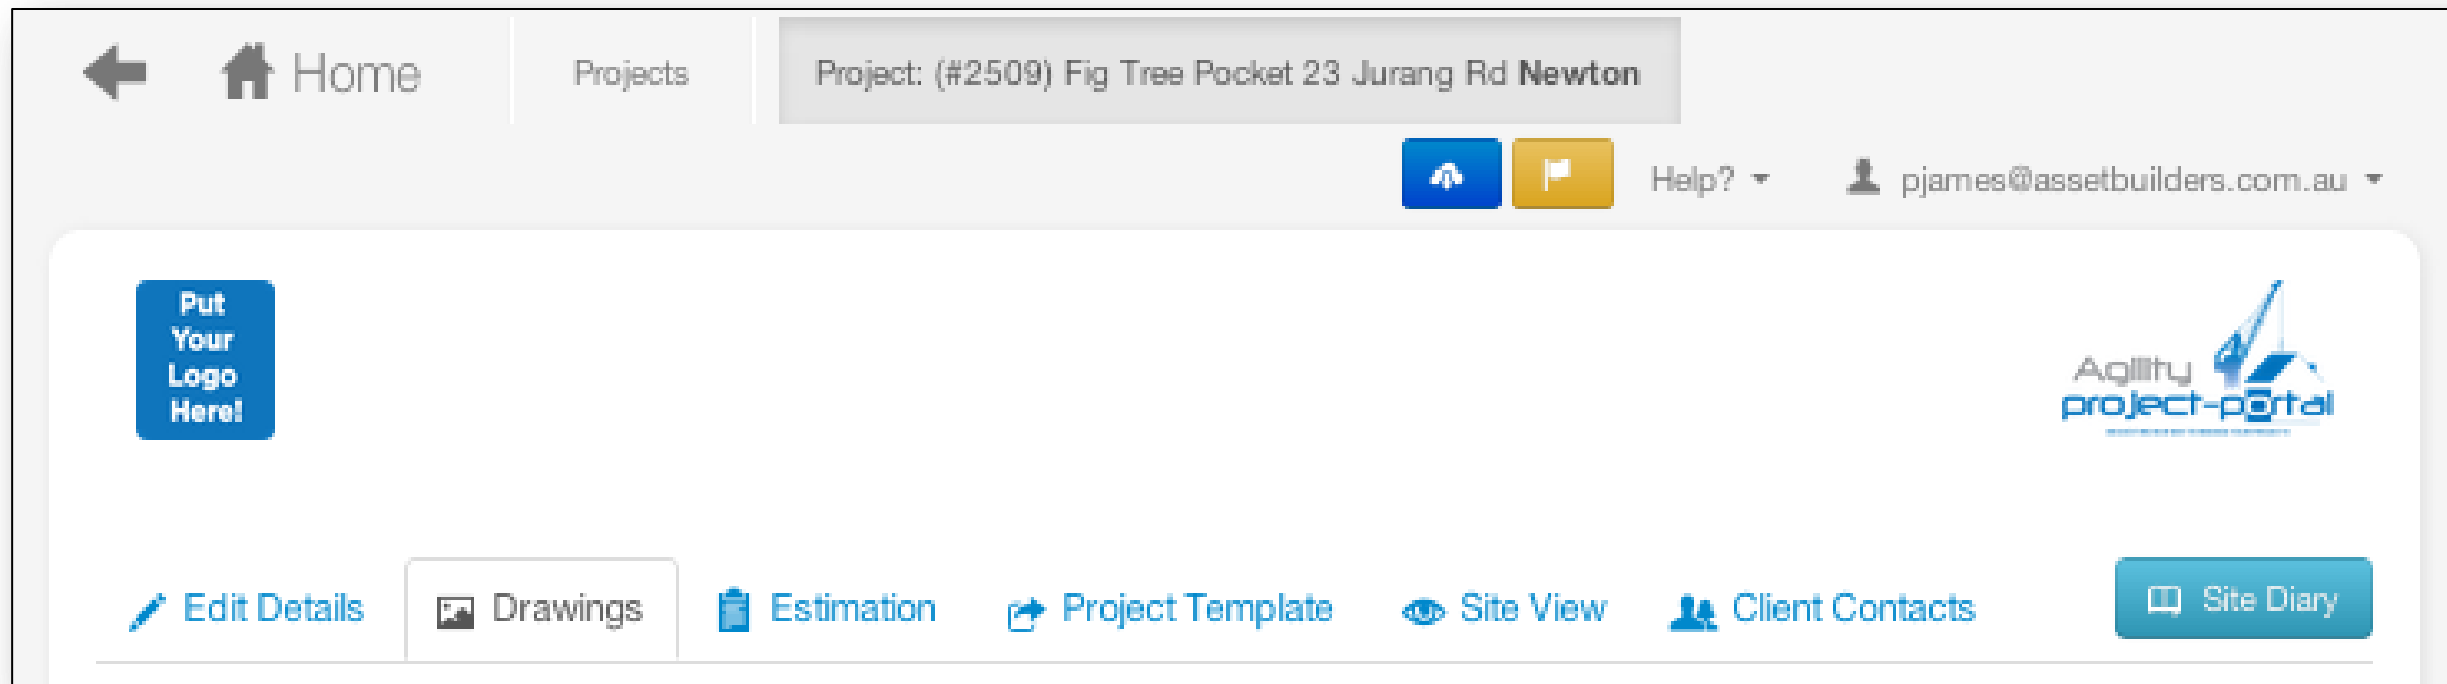 Home Projects Project: (#2509) Fig Tree Pocket 23 Jurang Rd Newton
Help? pjames@assetbuilders.com.au
Put
Your
Logo
Here!
Agility
project-portal
Edit Details Drawings Estimation Project Template Site View Client Contacts Site Diary